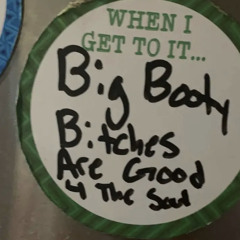 WHEN I
GET TO IT...
Big Booty
Bitches
Are Good
4 The Soul